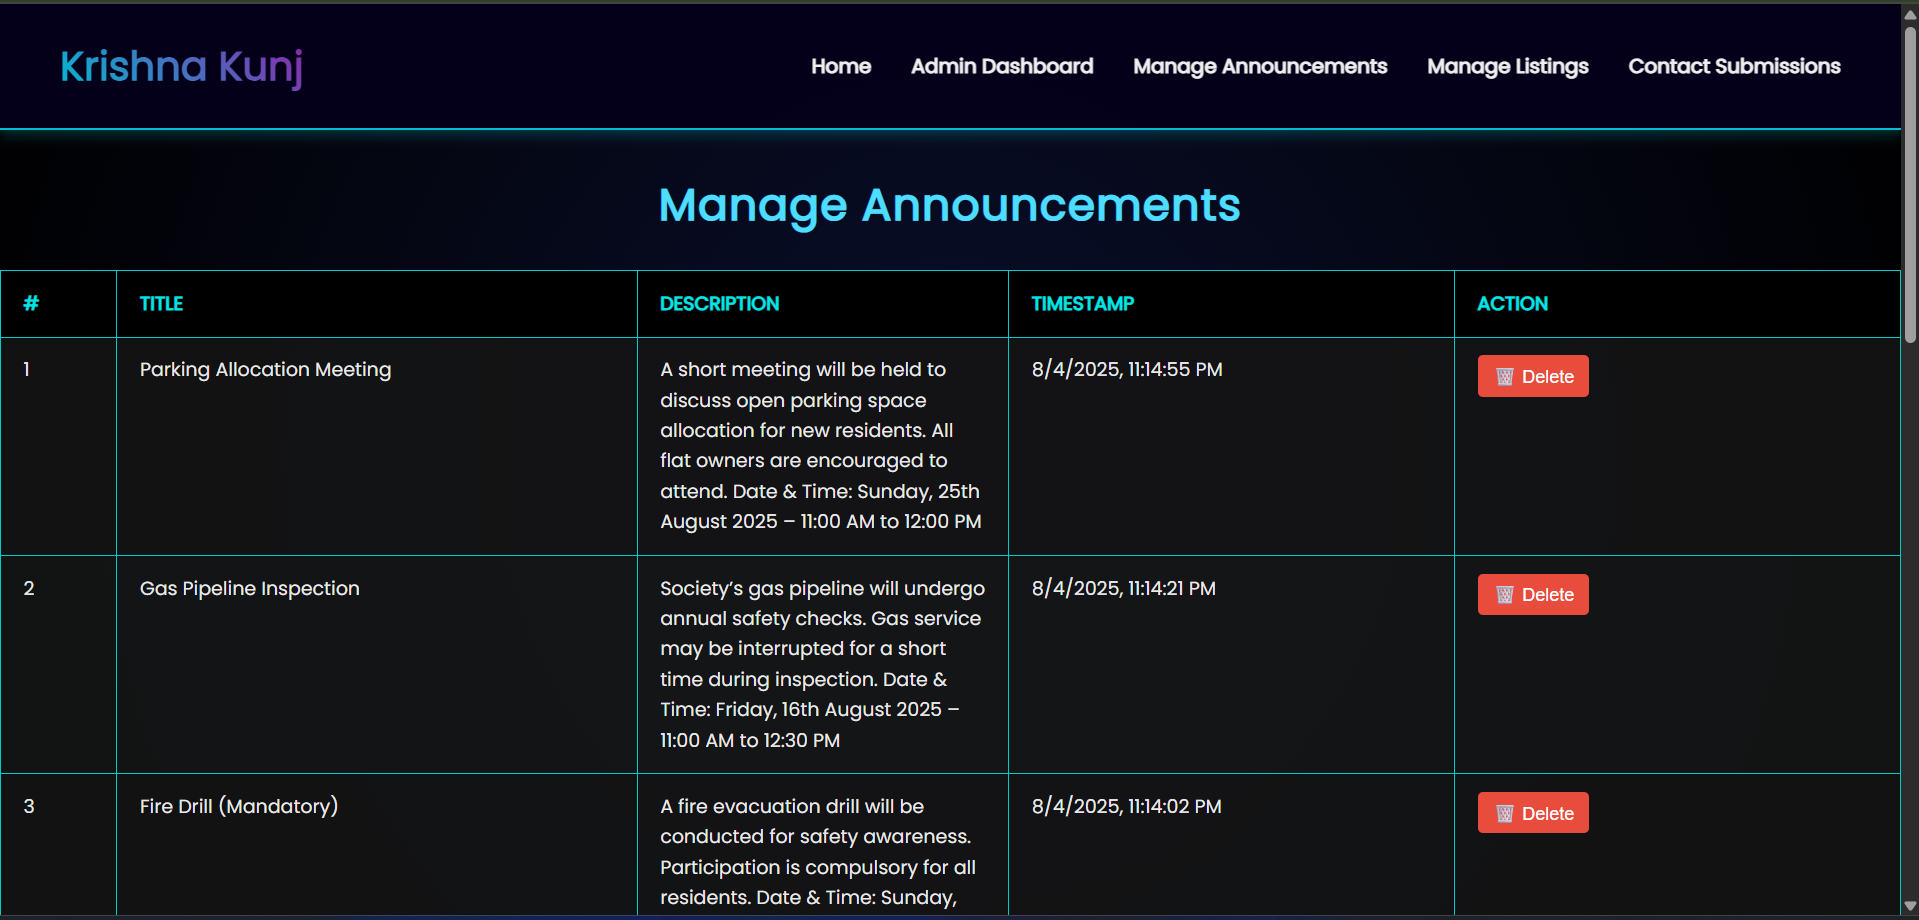 Krishna Kunj
Home Admin Dashboard Manage Announcements Manage Listings Contact Submissions
Manage Announcements
# TITLE DESCRIPTION TIMESTAMP ACTION
1 Parking Allocation Meeting A short meeting will be held to 8/4/2025, 11:14:55 PM Delete
discuss open parking space
allocation for new residents. All
flat owners are encouraged to
attend. Date & Time: Sunday, 25th
August 2025 – 11:00 AM to 12:00 PM
2 Gas Pipeline Inspection Society’s gas pipeline will undergo 8/4/2025, 11:14:21 PM Delete
annual safety checks. Gas service
may be interrupted for a short
time during inspection. Date &
Time: Friday, 16th August 2025 –
11:00 AM to 12:30 PM
3 Fire Drill (Mandatory) A fire evacuation drill will be 8/4/2025, 11:14:02 PM Delete
conducted for safety awareness.
Participation is compulsory for all
residents. Date & Time: Sunday,